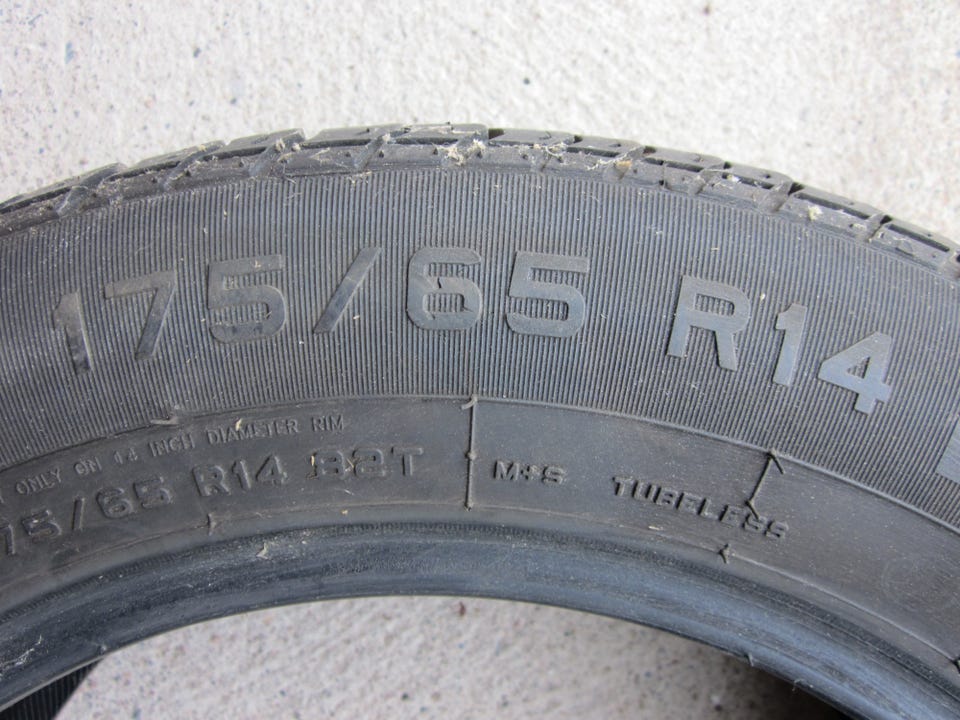 175/65 R14
ONLY ON 14 INCH DIAMETER RIM
75/65 R14 82T
M+S TUBELESS